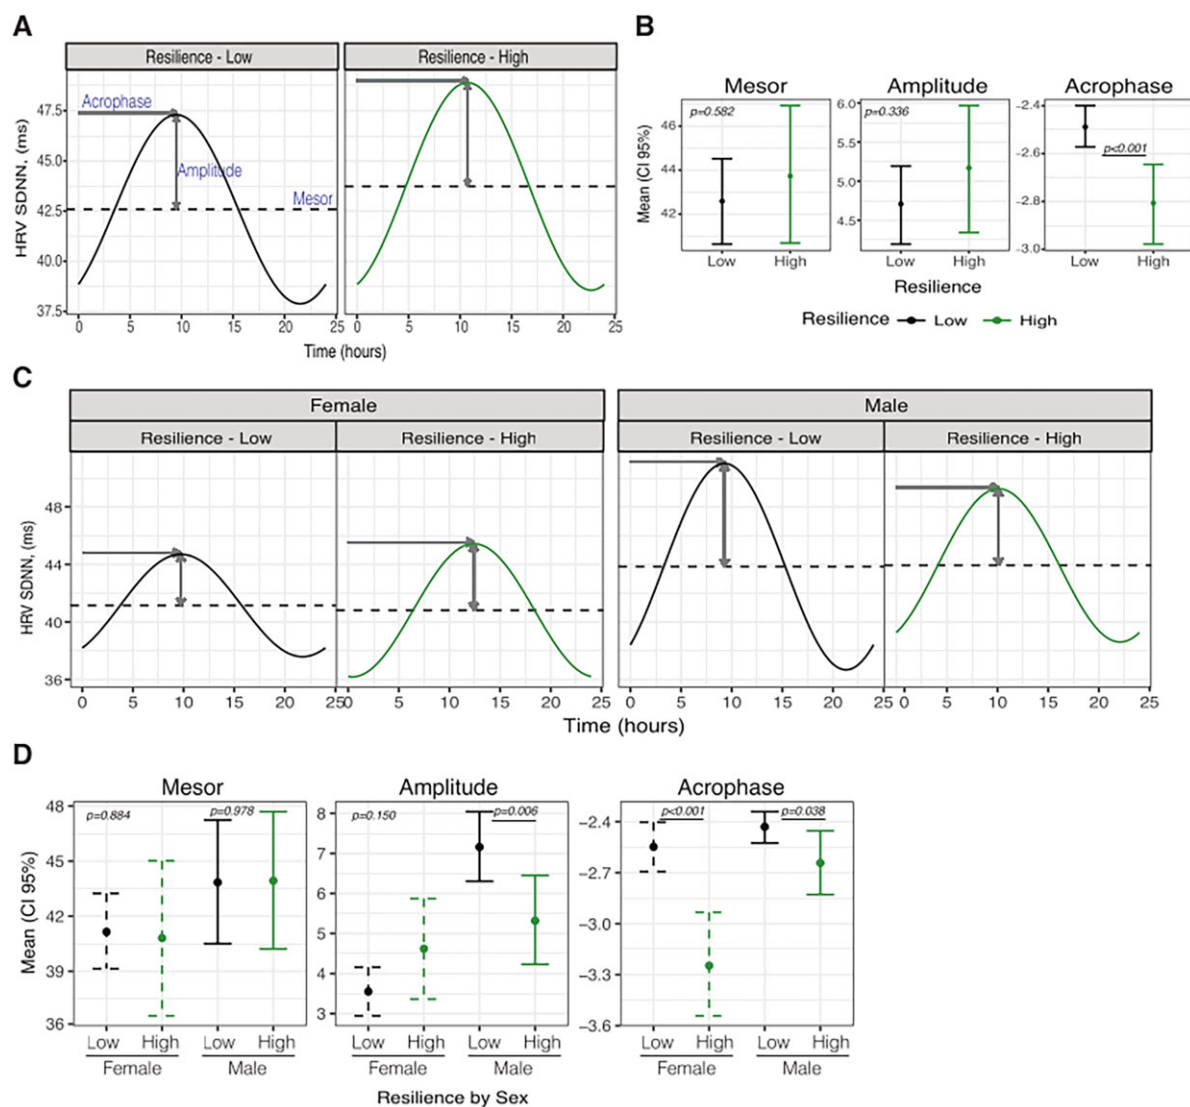 A
Resilience - Low Resilience - High
HRV SDNN, (ms)
47.5
45.0
42.5
40.0
37.5
Acrophase
Amplitude
Mesor
0 5 10 15 20 25 0 5 10 15 20 25
Time (hours)
B
Mesor Amplitude Acrophase
Mean (CI 95%)
p=0.582
46
44
42
Low High
p=0.336
6.0
5.5
5.0
4.5
Low High
p<0.001
−2.4
−2.6
−2.8
−3.0
Low High
Resilience
Resilience Low High
C
Female Male
Resilience - Low Resilience - High Resilience - Low Resilience - High
HRV SDNN, (ms)
48
44
40
36
0 5 10 15 20 25 0 5 10 15 20 25 0 5 10 15 20 25 0 5 10 15 20 25
Time (hours)
D
Mesor Amplitude Acrophase
Mean (CI 95%)
48
45
42
39
36
p=0.884 p=0.978
Low High Low High
Female Male
8
7
6
5
4
3
p=0.150 p=0.006
Low High Low High
Female Male
−2.4
−2.7
−3.0
−3.3
−3.6
p<0.001 p=0.038
Low High Low High
Female Male
Resilience by Sex